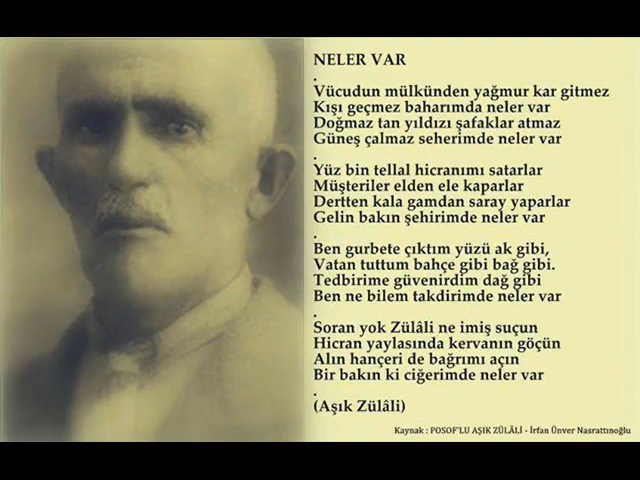 NELER VAR
.
Vücudun mülkünden yağmur kar gitmez
Kışı geçmez baharımda neler var
Doğmaz tan yıldızı şafaklar atmaz
Güneş çalmaz seherimde neler var
.
Yüz bin tellal hicranımı satarlar
Müşteriler elden ele kaparlar
Dertten kala gamdan saray yaparlar
Gelin bakın şehirimde neler var
.
Ben gurbete çıktım yüzü ak gibi,
Vatan tuttum bahçe gibi bağ gibi.
Tedbirime güvenirdim dağ gibi
Ben ne bilem takdirimde neler var
.
Soran yok Zülâli ne imiş suçun
Hicran yaylasında kervanın göçün
Alın hançeri de bağrımı açın
Bir bakın ki ciğerimde neler var
.
(Aşık Zülâli)
Kaynak : POSOF'LU AŞIK ZÜLÂLİ - İrfan Ünver Nasrattınoğlu